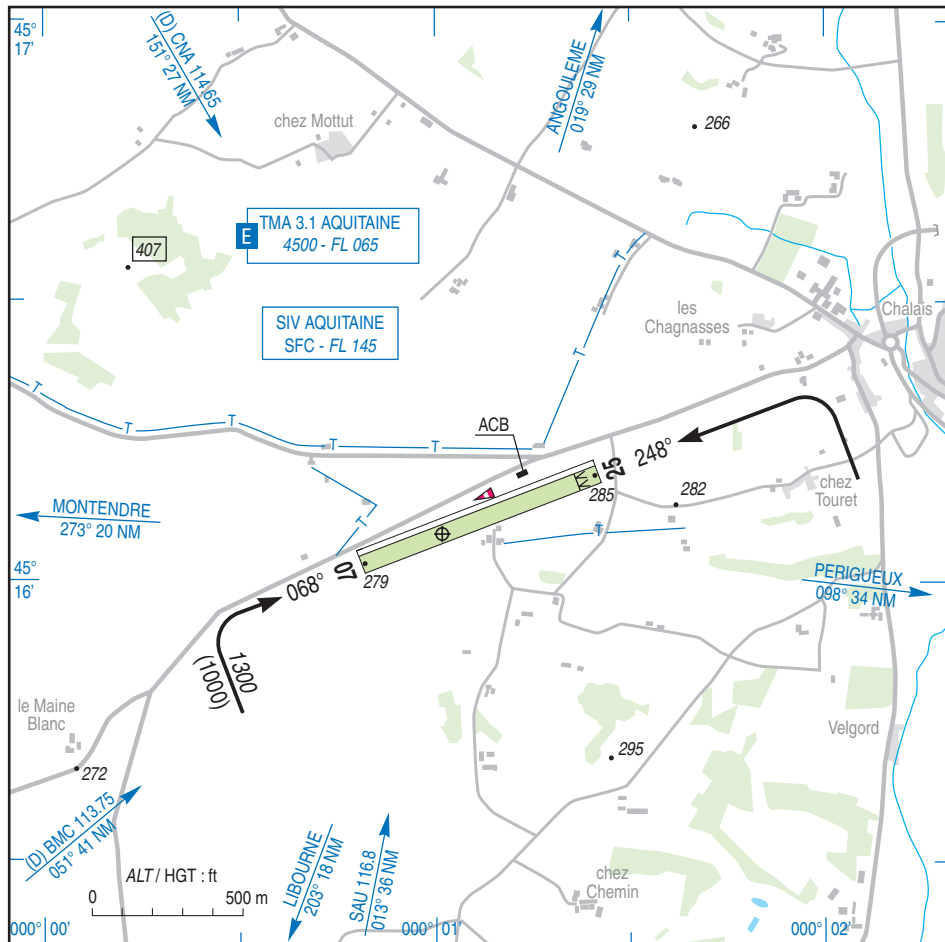 45°
17'
(D) CNA 114.65
151° 27 NM
ANGOULEME
019° 29 NM
chez Mottut
266
407
E
TMA 3.1 AQUITAINE
4500 - FL 065
SIV AQUITAINE
SFC - FL 145
T
les
Chagnasses
Chalais
T
T
T
T
T
T
ACB
25
248°
285
282
chez
Touret
MONTENDRE
273° 20 NM
T
T
45°
16'
068°
07
279
PERIGUEUX
098° 34 NM
1300
(1000)
le Maine
Blanc
272
295
Velgord
(D) BMC 113.75
051° 41 NM
ALT / HGT : ft
0
500 m
LIBOURNE
203° 18 NM
SAU 116.8
013° 36 NM
chez
Chemin
000° 00'
000° 01'
000° 02'